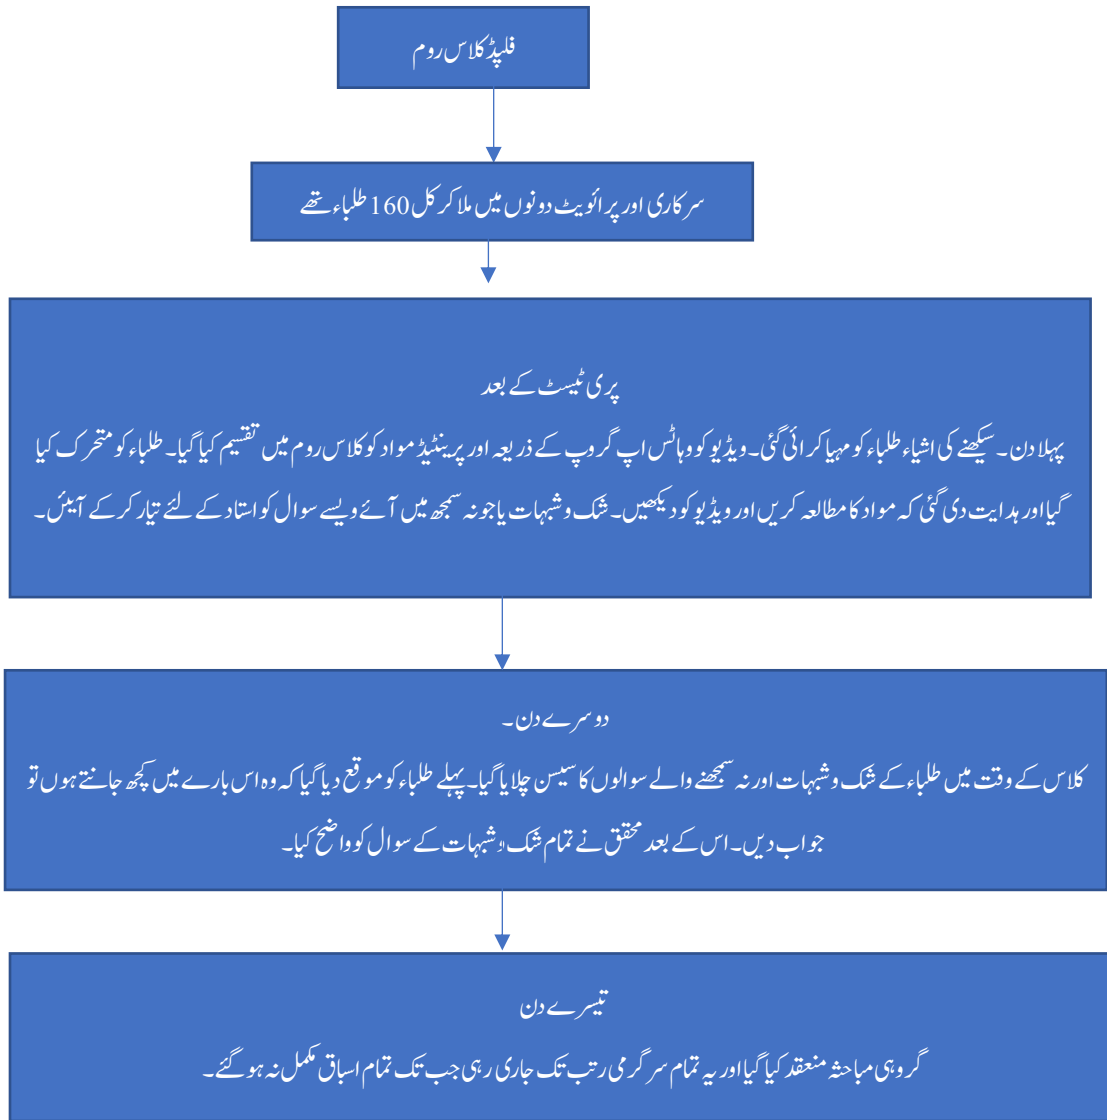 فلپڈ کلاس روم
سرکاری اور پرائویٹ دونوں میں ملا کر کل 160 طلباء تھے
پری ٹیسٹ کے بعد
پہلا دن۔ سکھنے کی اشیاء طلباء کو مہیا کرائی گئی۔ ویڈیو کو وہاٹس اپ گروپ کے ذریعہ اور پرینٹیڈ مواد کو کلاس روم میں تقسیم کیا گیا۔ طلباء کو متحرک کیا
گیا اور ہدایت دی گئی کہ مواد کا مطالعہ کریں اور ویڈیو کو دیکھیں۔ شک و شبہات یا جو نہ سمجھ میں آئے ویسے سوال کو استاد کے لئے تیار کر کے آیئں۔
دوسرے دن۔
کلاس کے وقت میں طلباء کے شک و شبہات اور نہ سمجھنے والے سوالوں کا سیسن چلایا گیا۔ پہلے طلباء کو موقع دیا گیا کہ وہ اس بارے میں کچھ جانتے ہوں تو
جواب دیں۔ اس کے بعد محقق نے تمام شک و شبہات کے سوال کو واضح کیا۔
تیسرے دن
گروہی مباحثہ منعقد کیا گیا اور یہ تمام سرگرمی رتب تک جاری رہی جب تک تمام اسباق مکمل نہ ہو گئے۔